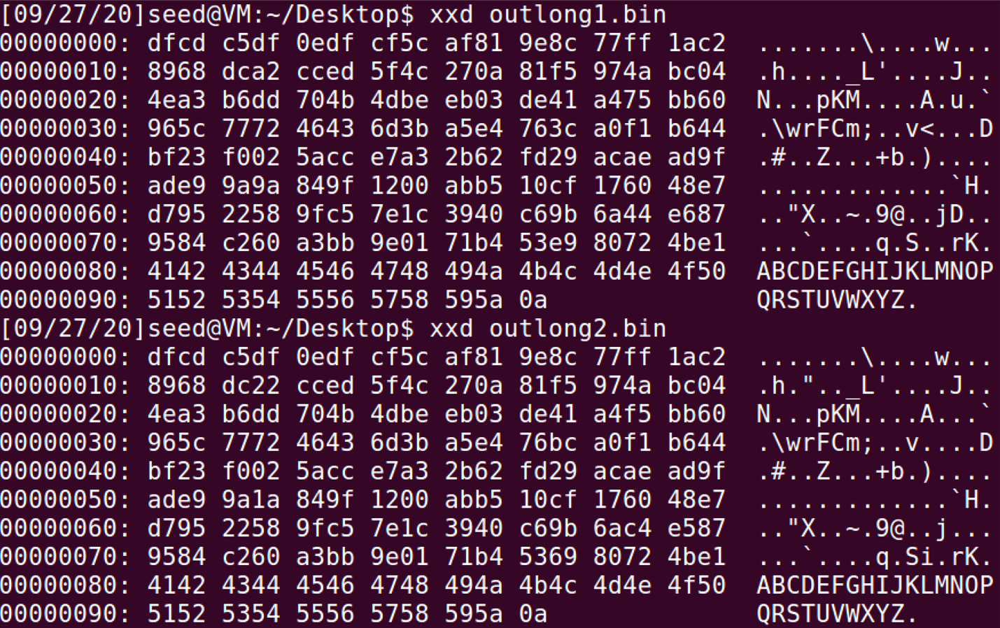 [09/27/20]seed@VM:~/Desktop$ xxd outlong1.bin
00000000: dfcd c5df 0edf cf5c af81 9e8c 77ff 1ac2  .......\....w...
00000010: 8968 dca2 cced 5f4c 270a 81f5 974a bc04  .h...._L'....J..
00000020: 4ea3 b6dd 704b 4dbe eb03 de41 a475 bb60  N...pKM....A.u.`
00000030: 965c 7772 4643 6d3b a5e4 763c a0f1 b644  .\wrFCm;..v<...D
00000040: bf23 f002 5acc e7a3 2b62 fd29 acae ad9f  .#..Z...+b.)....
00000050: ade9 9a9a 849f 1200 abb5 10cf 1760 48e7  .............`H.
00000060: d795 2258 9fc5 7e1c 3940 c69b 6a44 e687  .."X..~.9@..jD..
00000070: 9584 c260 a3bb 9e01 71b4 53e9 8072 4be1  ...`....q.S..rK.
00000080: 4142 4344 4546 4748 494a 4b4c 4d4e 4f50  ABCDEFGHIJKLMNOP
00000090: 5152 5354 5556 5758 595a 0a              QRSTUVWXYZ.
[09/27/20]seed@VM:~/Desktop$ xxd outlong2.bin
00000000: dfcd c5df 0edf cf5c af81 9e8c 77ff 1ac2  .......\....w...
00000010: 8968 dc22 cced 5f4c 270a 81f5 974a bc04  .h.".._L'....J..
00000020: 4ea3 b6dd 704b 4dbe eb03 de41 a4f5 bb60  N...pKM....A...`
00000030: 965c 7772 4643 6d3b a5e4 76bc a0f1 b644  .\wrFCm;..v....D
00000040: bf23 f002 5acc e7a3 2b62 fd29 acae ad9f  .#..Z...+b.)....
00000050: ade9 9a1a 849f 1200 abb5 10cf 1760 48e7  .............`H.
00000060: d795 2258 9fc5 7e1c 3940 c69b 6ac4 e587  .."X..~.9@..j...
00000070: 9584 c260 a3bb 9e01 71b4 5369 8072 4be1  ...`....q.Si.rK.
00000080: 4142 4344 4546 4748 494a 4b4c 4d4e 4f50  ABCDEFGHIJKLMNOP
00000090: 5152 5354 5556 5758 595a 0a              QRSTUVWXYZ.